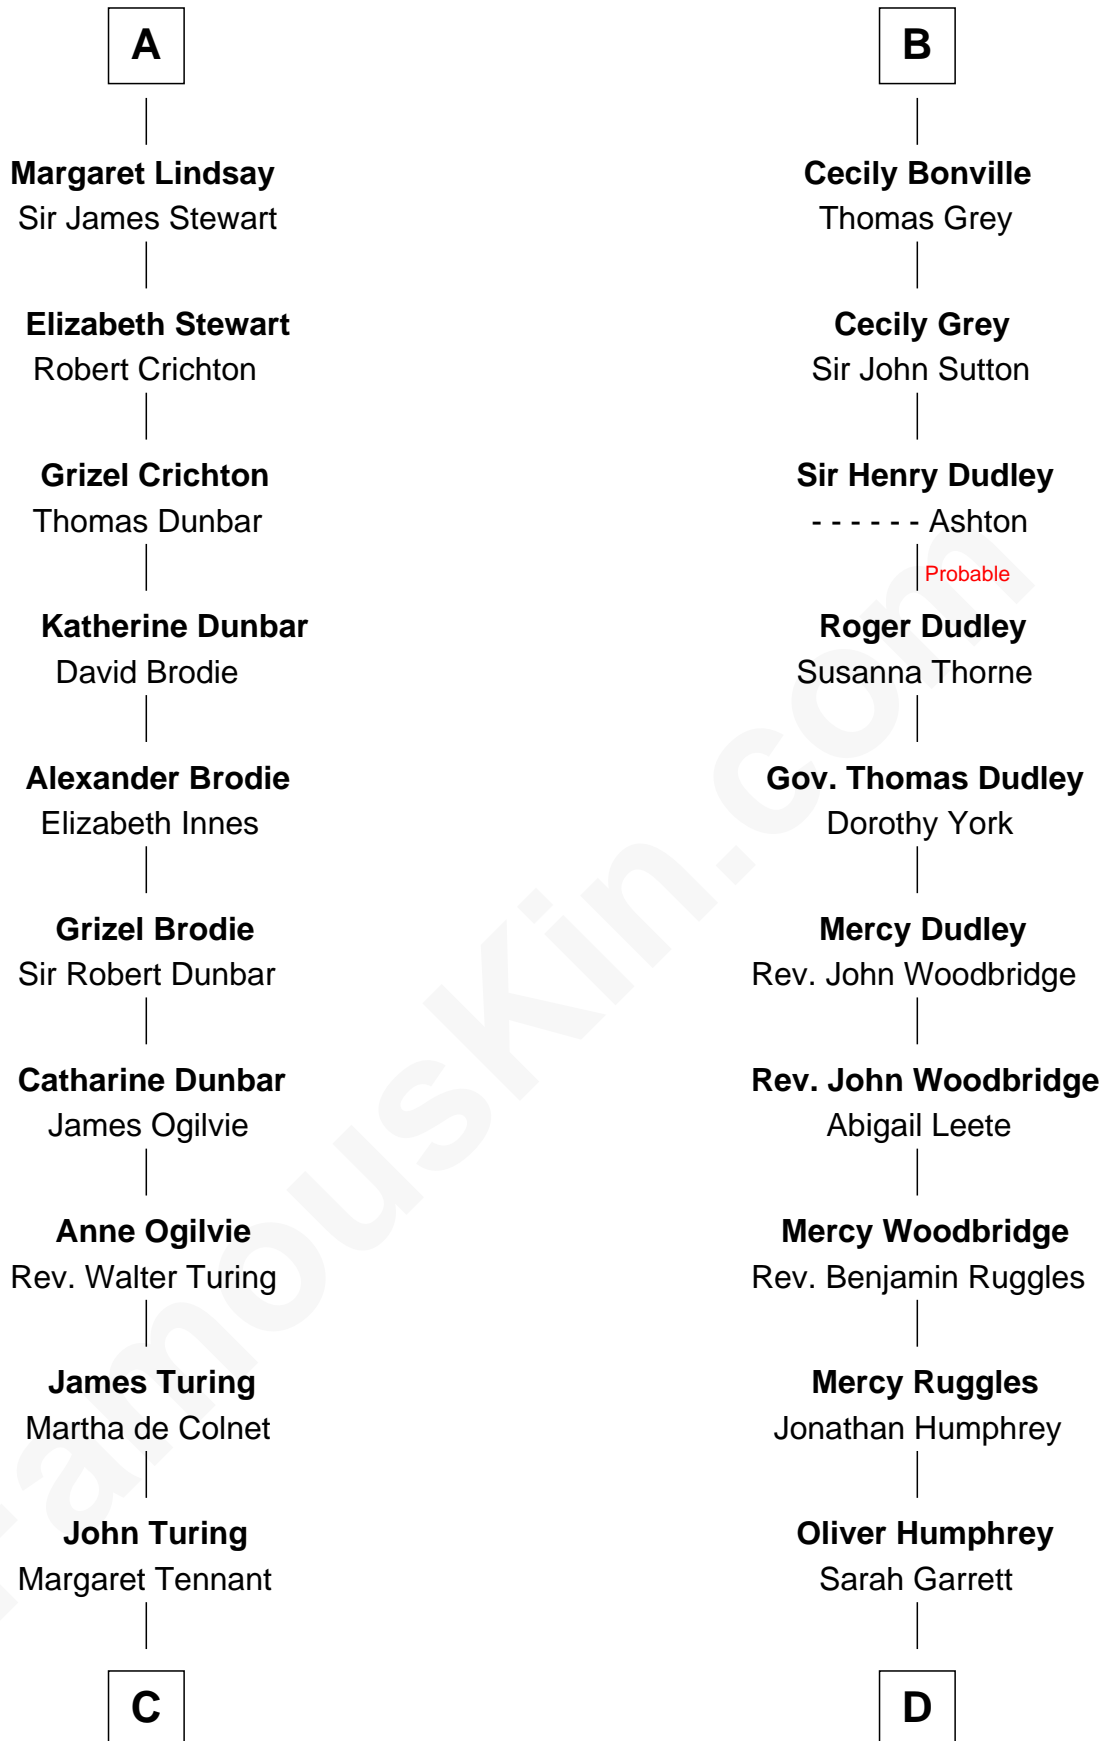 A
Margaret Lindsay
Sir James Stewart
Elizabeth Stewart
Robert Crichton
Grizel Crichton
Thomas Dunbar
Katherine Dunbar
David Brodie
Alexander Brodie
Elizabeth Innes
Grizel Brodie
Sir Robert Dunbar
Catharine Dunbar
James Ogilvie
Anne Ogilvie
Rev. Walter Turing
James Turing
Martha de Colnet
John Turing
Margaret Tennant
C
B
Cecily Bonville
Thomas Grey
Cecily Grey
Sir John Sutton
Sir Henry Dudley
- - - - - - Ashton
Probable
Roger Dudley
Susanna Thorne
Gov. Thomas Dudley
Dorothy York
Mercy Dudley
Rev. John Woodbridge
Rev. John Woodbridge
Abigail Leete
Mercy Woodbridge
Rev. Benjamin Ruggles
Mercy Ruggles
Jonathan Humphrey
Oliver Humphrey
Sarah Garrett
D
FamousKin.com